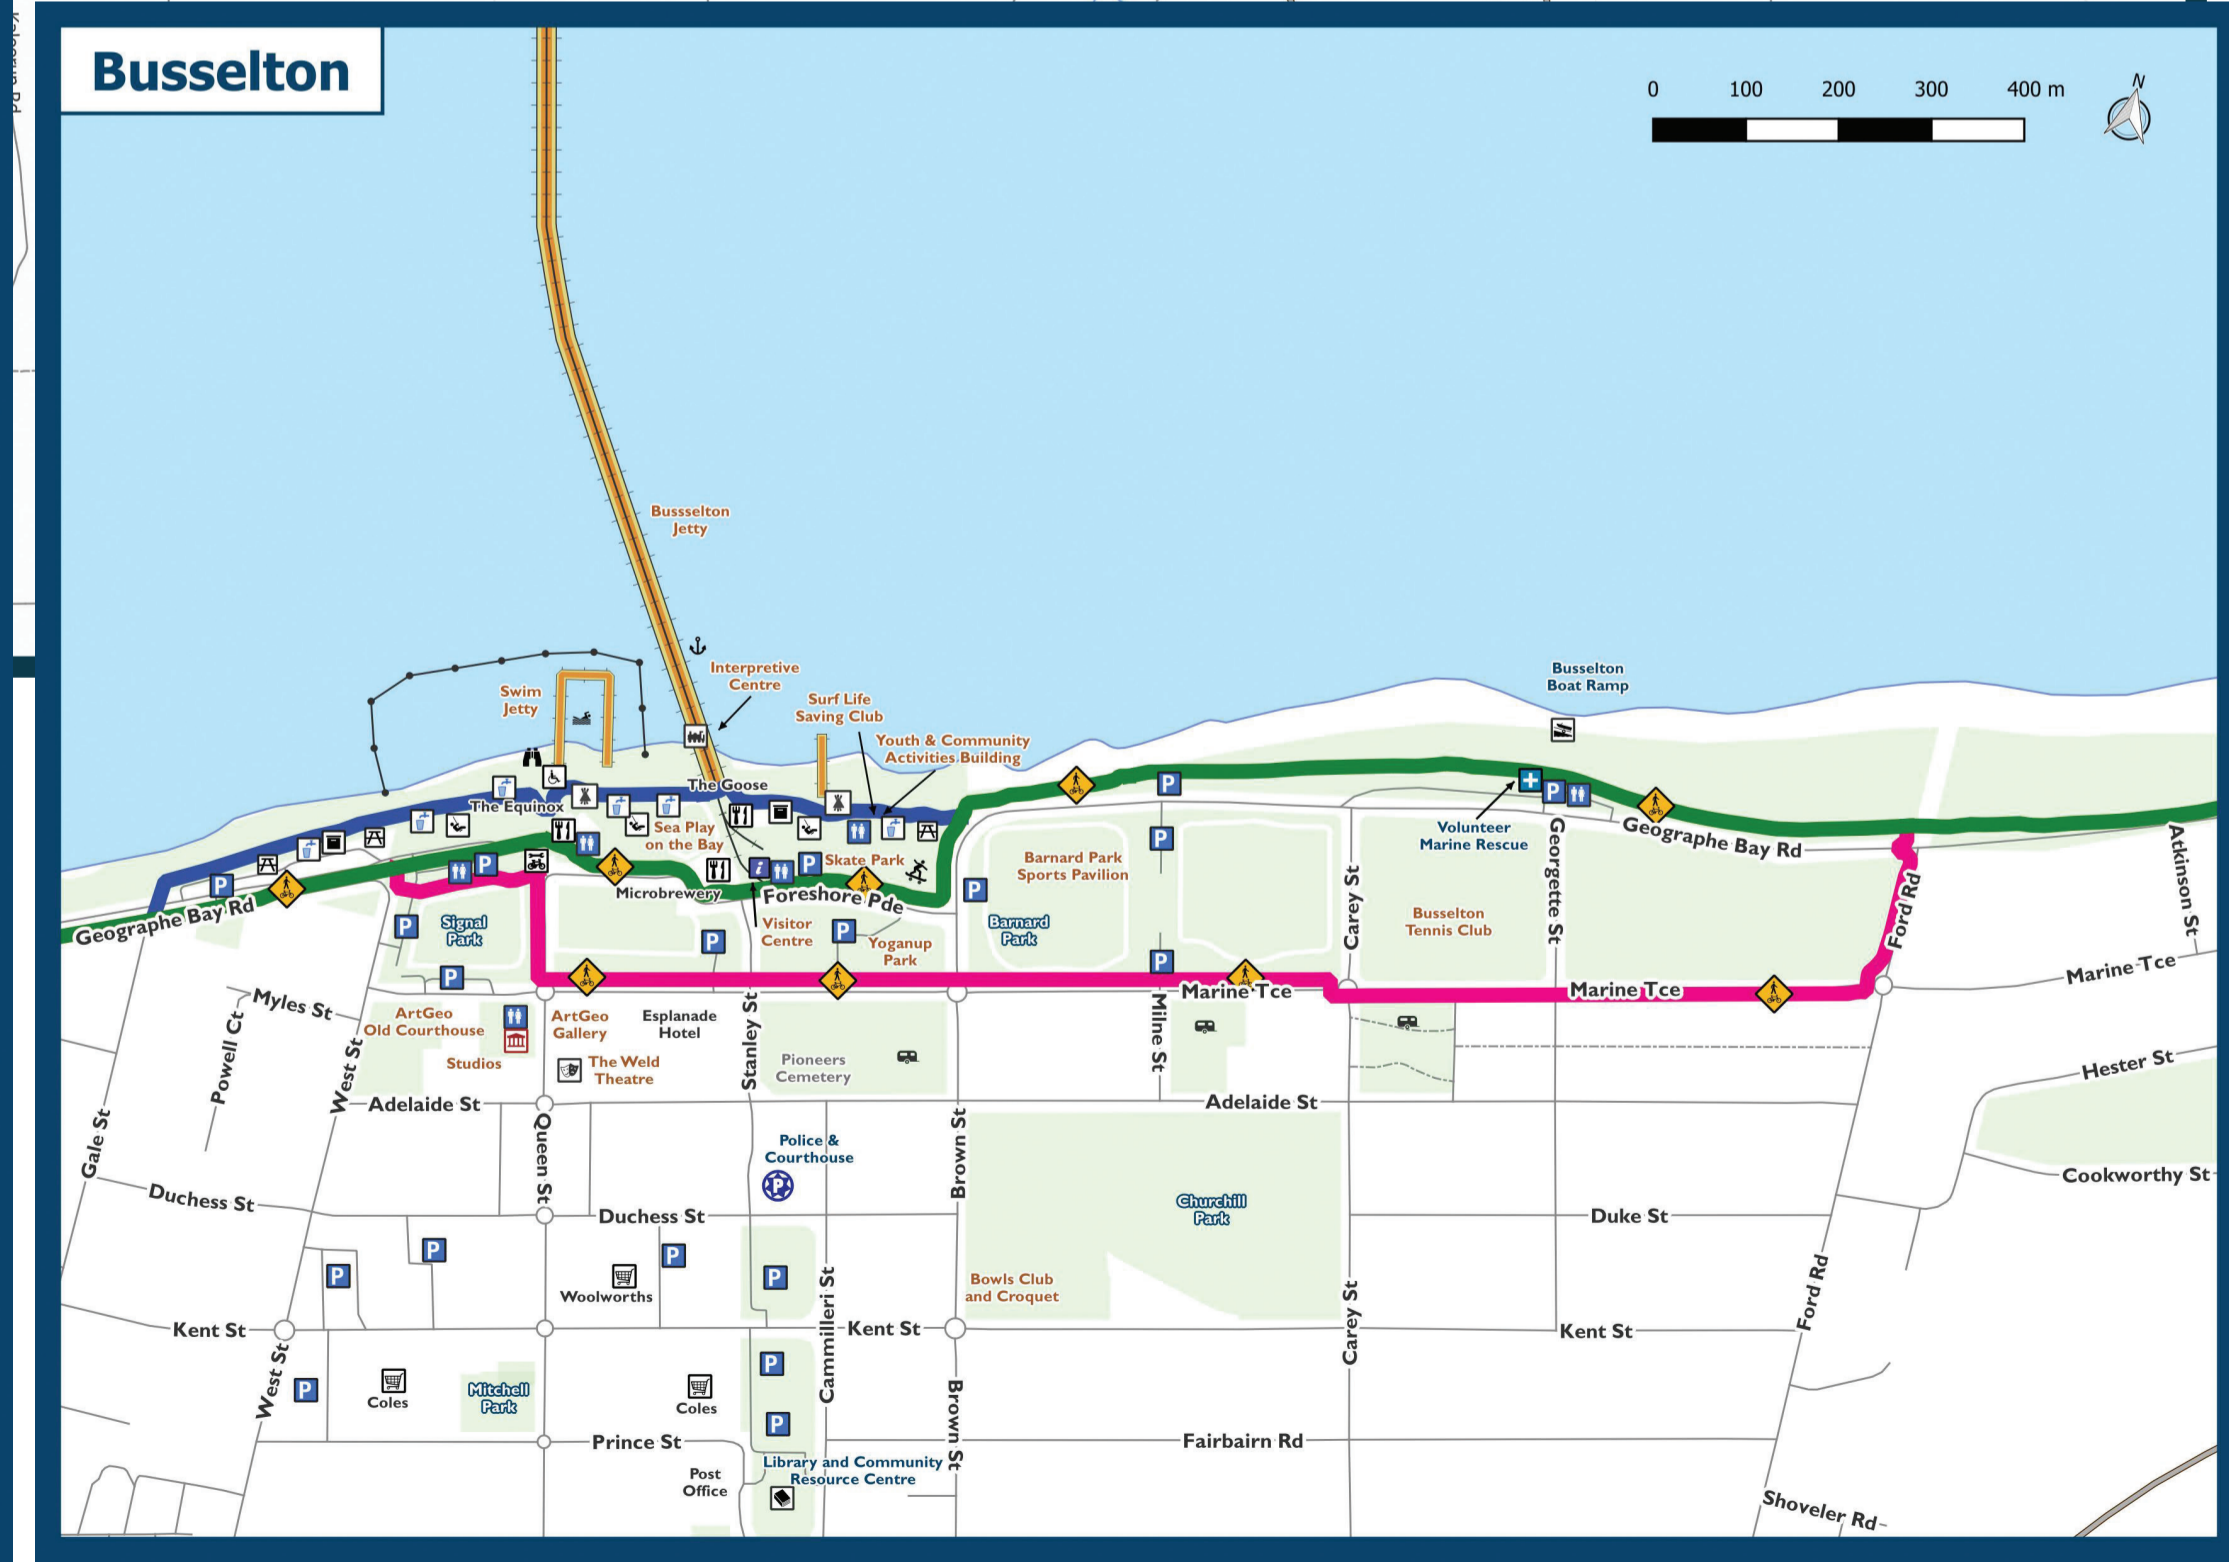 Busselton
0 100 200 300 400 m
N
Bussselton
Jetty
Interpretive
Centre
Swim
Jetty
Surf Life
Saving Club
Youth & Community
Activities Building
Busselton
Boat Ramp
The Goose
The Equinox
Sea Play
on the Bay
Skate Park
Microbrewery
Foreshore Pde
Visitor
Centre
Yoganup
Park
Barnard Park
Sports Pavilion
Barnard
Park
Volunteer
Marine Rescue
Geographe Bay Rd
Geographe Bay Rd
Signal
Park
Busselton
Tennis Club
Carey St
Georgette St
Ford Rd
Atkinson St
Marine Tce
Marine Tce
Marine Tce
Myles St
Powell Ct
West St
Gale St
ArtGeo
Old Courthouse
Studios
ArtGeo
Gallery
The Weld
Theatre
Esplanade
Hotel
Stanley St
Pioneers
Cemetery
Milne St
Hester St
Cookworthy St
Adelaide St
Adelaide St
Queen St
Police &
Courthouse
Brown St
Churchill
Park
Duchess St
Duchess St
Duke St
Woolworths
Cammilleri St
Bowls Club
and Croquet
Carey St
Ford Rd
Kent St
Kent St
Kent St
West St
Coles
Mitchell
Park
Coles
Brown St
Prince St
Fairbairn Rd
Post
Office
Library and Community
Resource Centre
Shoveler Rd